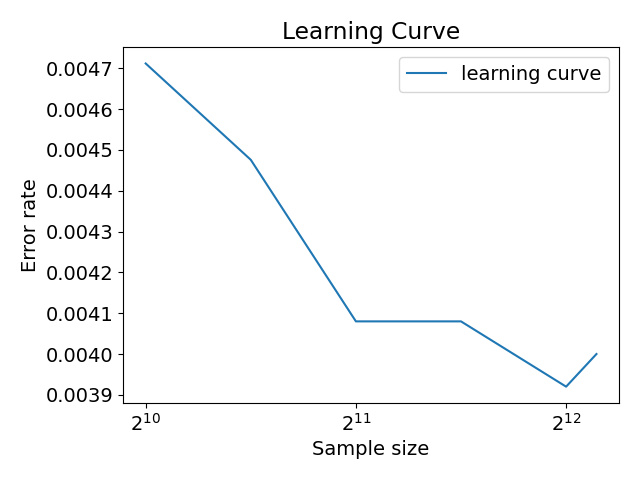 Learning Curve
learning curve
Error rate
0.0047
0.0046
0.0045
0.0044
0.0043
0.0042
0.0041
0.0040
0.0039
2^10 2^11 2^12
Sample size